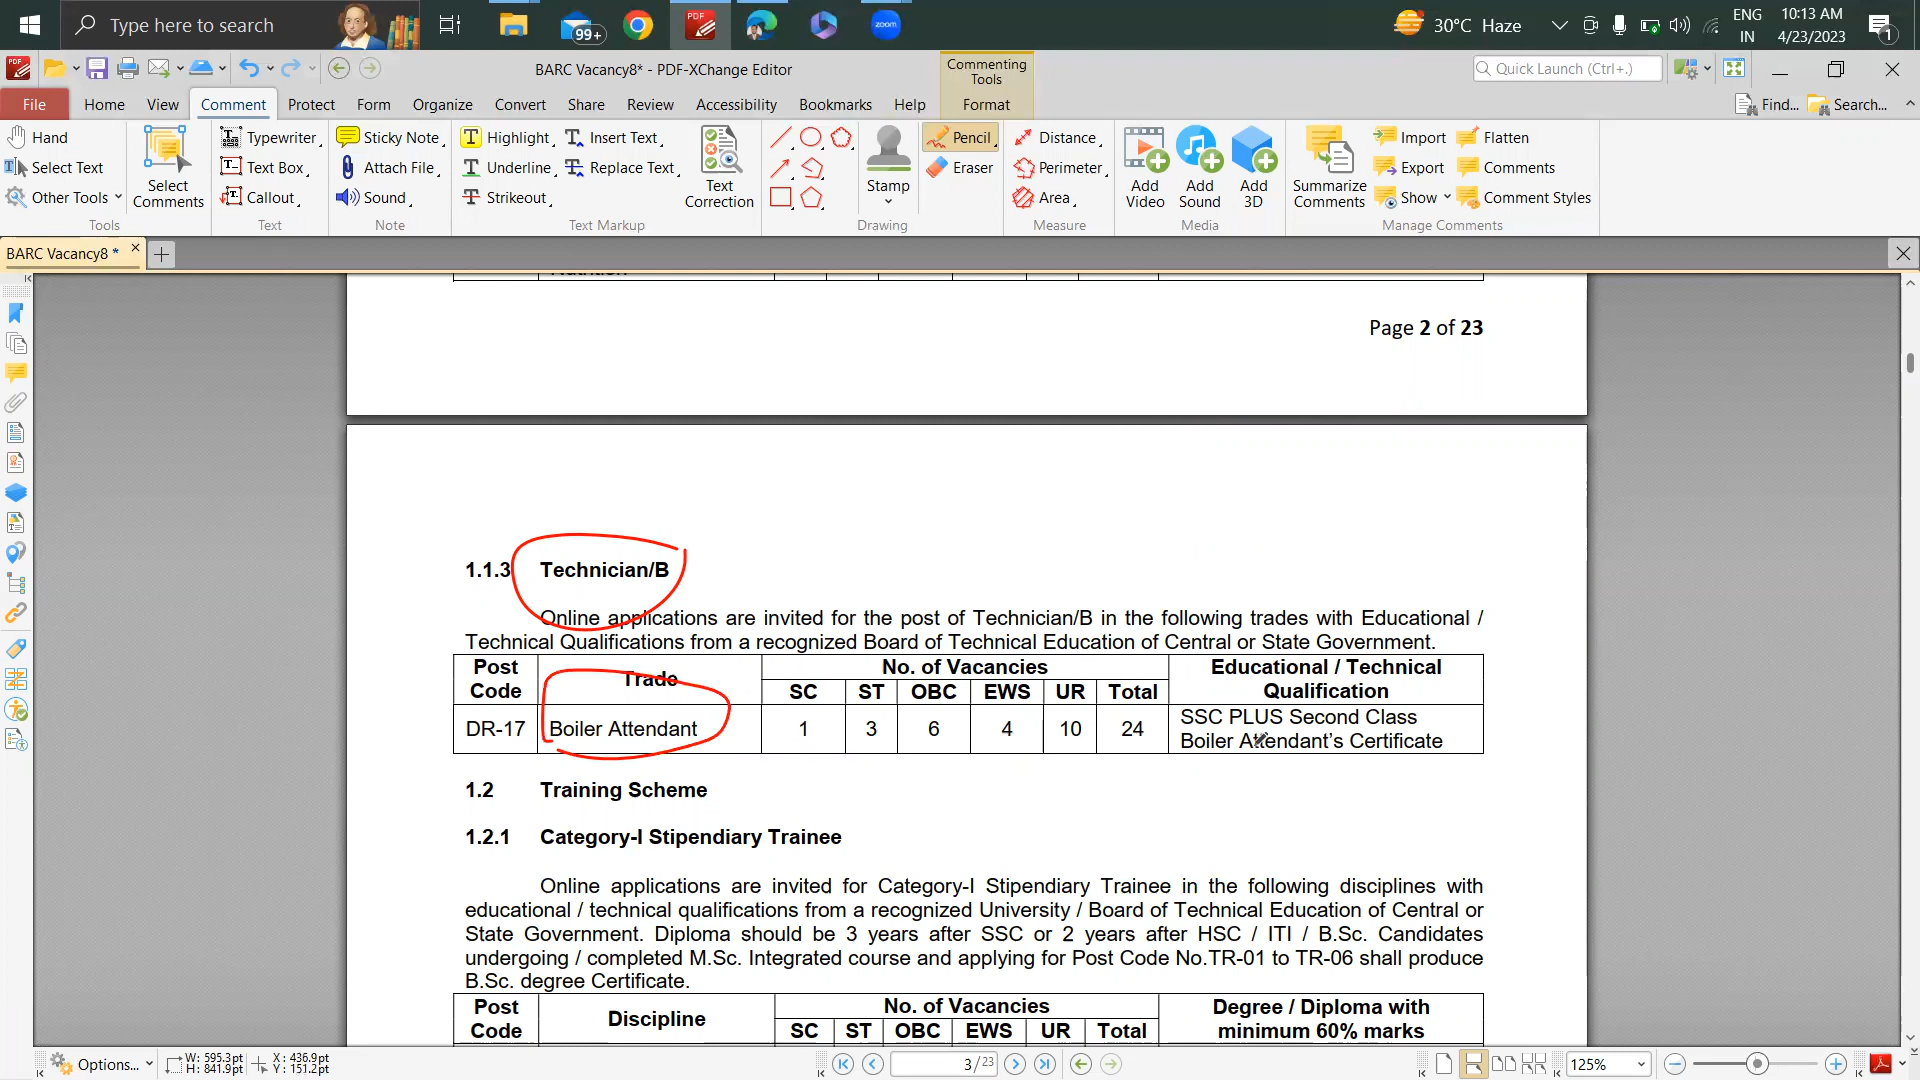 Type here to search
99+
zoom
30°C Haze
ENG
IN
10:13 AM
4/23/2023
1
BARC Vacancy8* - PDF-XChange Editor
Commenting Tools
Quick Launch (Ctrl+.)
File Home View Comment Protect Form Organize Convert Share Review Accessibility Bookmarks Help Format
Find... Search...
Hand
Select Text
Other Tools
Select Comments
Tools
Typewriter
Text Box
Callout
Text
Sticky Note
Attach File
Sound
Note
Highlight
Underline
Strikeout
Insert Text
Replace Text
Text Correction
Text Markup
Stamp
Pencil
Eraser
Drawing
Distance
Perimeter
Area
Measure
Add Video
Add Sound
Add 3D
Media
Summarize Comments
Import
Export
Show
Flatten
Comments
Comment Styles
Manage Comments
BARC Vacancy8 *
Page 2 of 23
1.1.3 Technician/B
Online applications are invited for the post of Technician/B in the following trades with Educational /
Technical Qualifications from a recognized Board of Technical Education of Central or State Government.
Post Code Trade No. of Vacancies Educational / Technical Qualification
SC ST OBC EWS UR Total
DR-17 Boiler Attendant 1 3 6 4 10 24 SSC PLUS Second Class
Boiler Attendant's Certificate
1.2 Training Scheme
1.2.1 Category-I Stipendiary Trainee
Online applications are invited for Category-I Stipendiary Trainee in the following disciplines with
educational / technical qualifications from a recognized University / Board of Technical Education of Central or
State Government. Diploma should be 3 years after SSC or 2 years after HSC / ITI / B.Sc. Candidates
undergoing / completed M.Sc. Integrated course and applying for Post Code No.TR-01 to TR-06 shall produce
B.Sc. degree Certificate.
Post Code Discipline No. of Vacancies Degree / Diploma with minimum 60% marks
SC ST OBC EWS UR Total
Options...
W: 595.3pt
H: 841.9pt
X: 436.9pt
Y: 151.2pt
3 / 23
125%